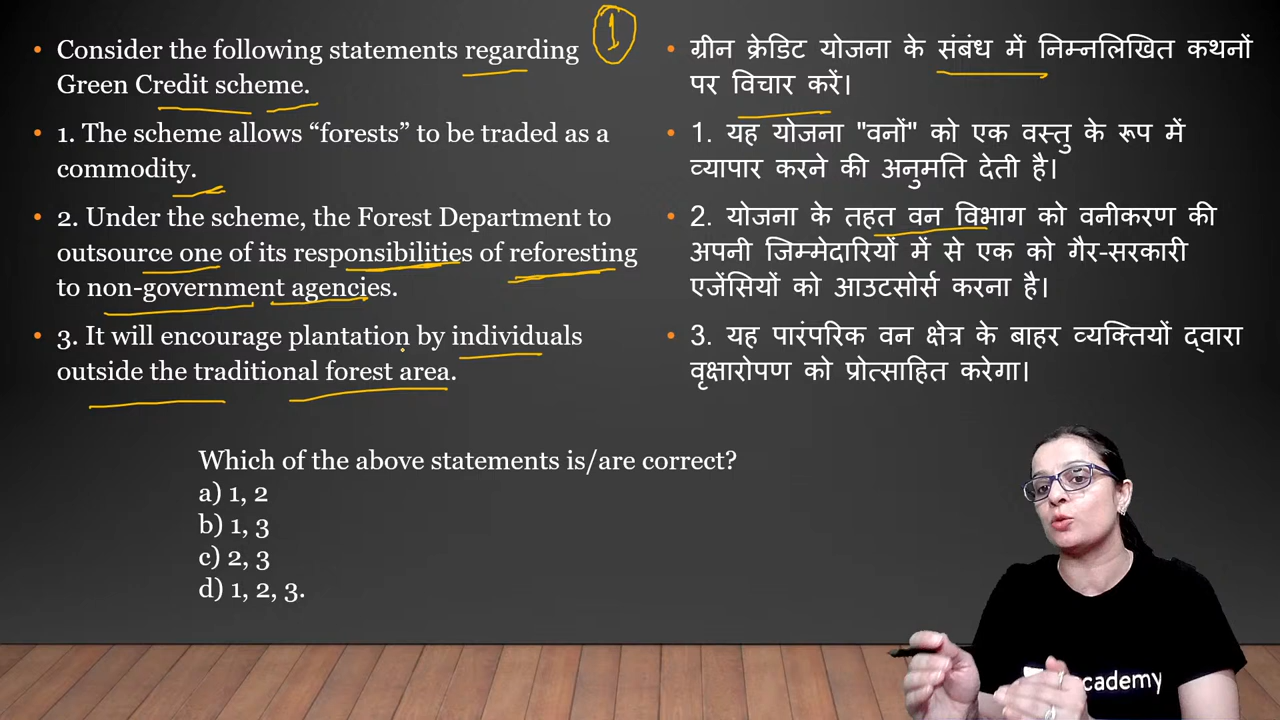 • Consider the following statements regarding
Green Credit scheme.
• 1. The scheme allows “forests” to be traded as a
commodity.
• 2. Under the scheme, the Forest Department to
outsource one of its responsibilities of reforesting
to non-government agencies.
• 3. It will encourage plantation by individuals
outside the traditional forest area.
1
• ग्रीन क्रेडिट योजना के संबंध में निम्नलिखित कथनों
पर विचार करें।
• 1. यह योजना "वनों" को एक वस्तु के रूप में
व्यापार करने की अनुमति देती है।
• 2. योजना के तहत वन विभाग को वनीकरण की
अपनी जिम्मेदारियों में से एक को गैर-सरकारी
एजेंसियों को आउटसोर्स करना है।
• 3. यह पारंपरिक वन क्षेत्र के बाहर व्यक्तियों द्वारा
वृक्षारोपण को प्रोत्साहित करेगा।
Which of the above statements is/are correct?
a) 1, 2
b) 1, 3
c) 2, 3
d) 1, 2, 3.
cademy